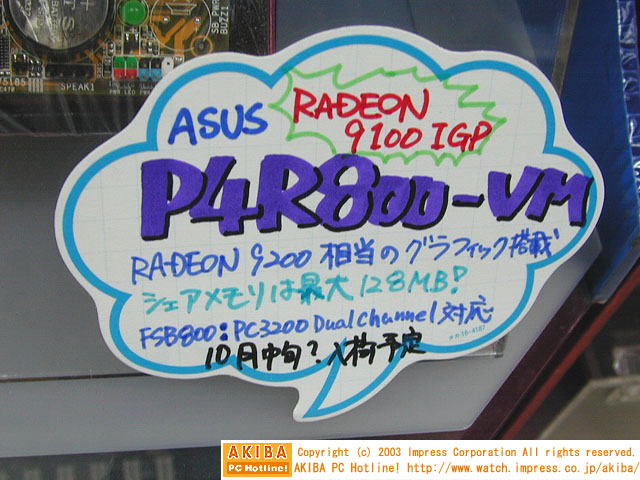 SB_PWR
BUZZ1
SPEAK1
ASUS
RADEON
9100 IGP
P4R800-VM
RADEON 9200 相当のグラフィック搭載
シェアメモリは最大128MB!
FSB800:PC3200 Dual Channel 対応
10月中旬?入荷予定
AKIBA
PC Hotline!
Copyright (c) 2003 Impress Corporation All rights reserved.
AKIBA PC Hotline! http://www.watch.impress.co.jp/akiba/